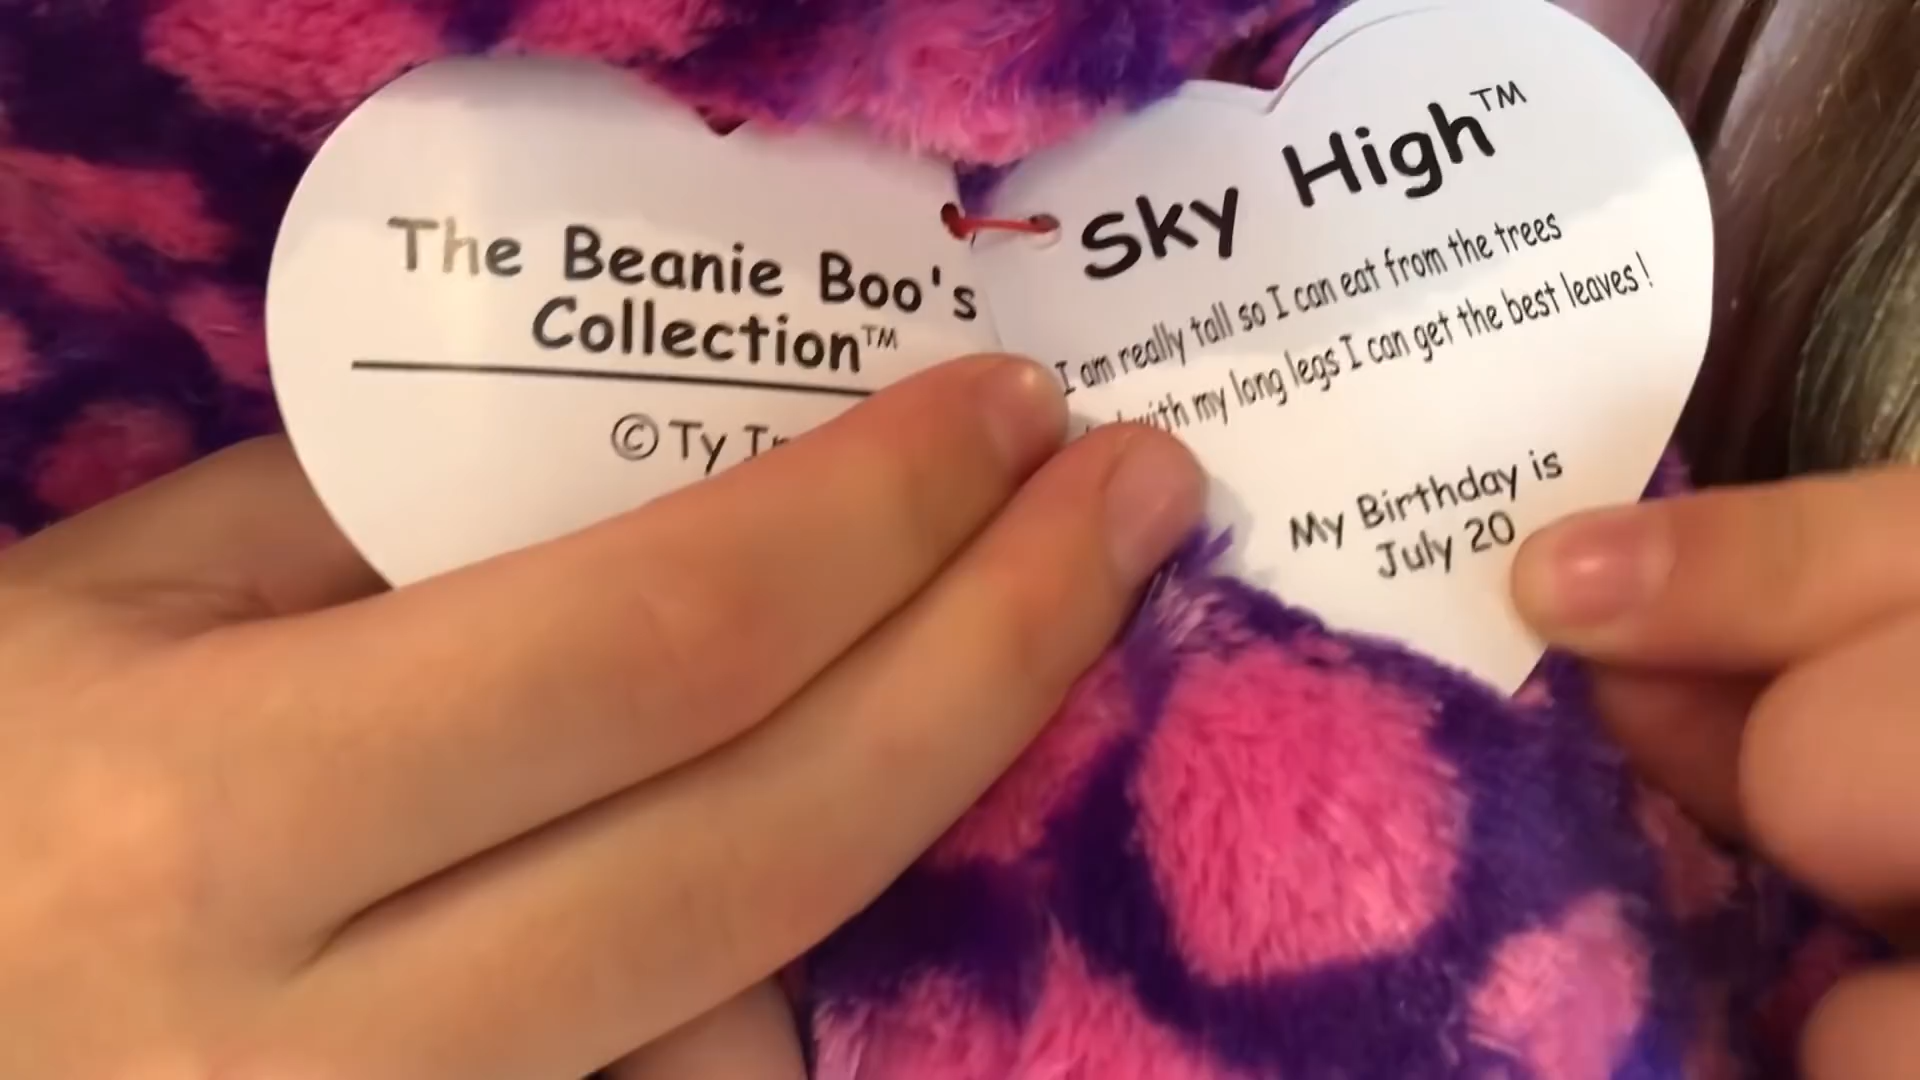 The Beanie Boo's
Collection™
© Ty
Sky High™
I am really tall so I can eat from the trees
with my long legs I can get the best leaves !
My Birthday is
July 20